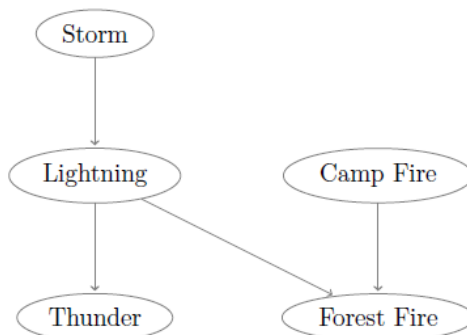 Storm
Lightning
Camp Fire
Thunder
Forest Fire